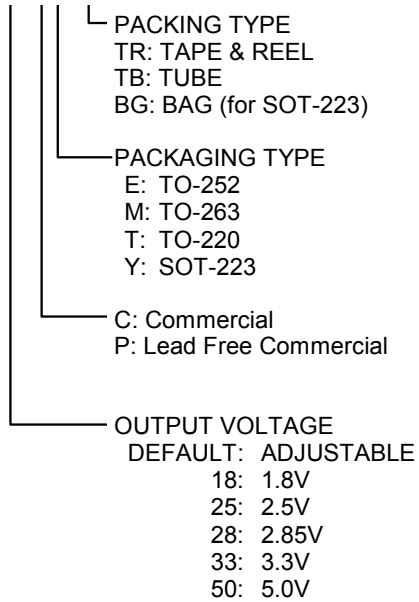 PACKING TYPE
TR: TAPE & REEL
TB: TUBE
BG: BAG (for SOT-223)
PACKAGING TYPE
E: TO-252
M: TO-263
T: TO-220
Y: SOT-223
C: Commercial
P: Lead Free Commercial
OUTPUT VOLTAGE
DEFAULT: ADJUSTABLE
18: 1.8V
25: 2.5V
28: 2.85V
33: 3.3V
50: 5.0V